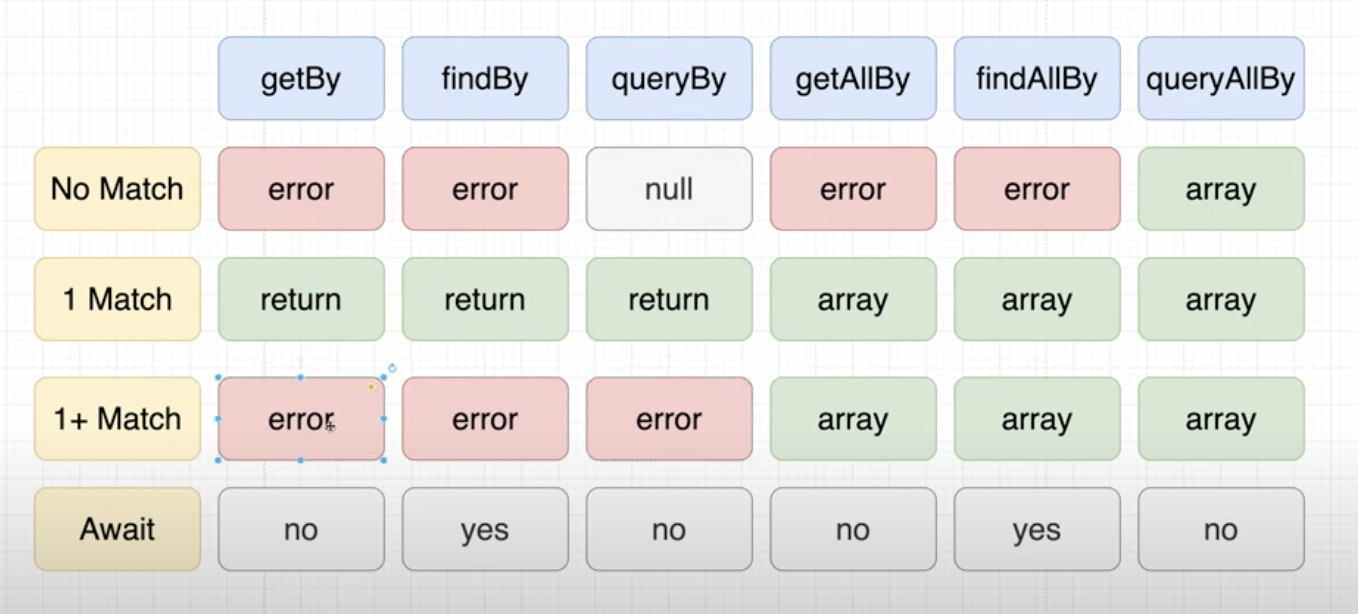 getBy findBy queryBy getAllBy findAllBy queryAllBy
No Match error error null error error array
1 Match return return return array array array
1+ Match error error error array array array
Await no yes no no yes no